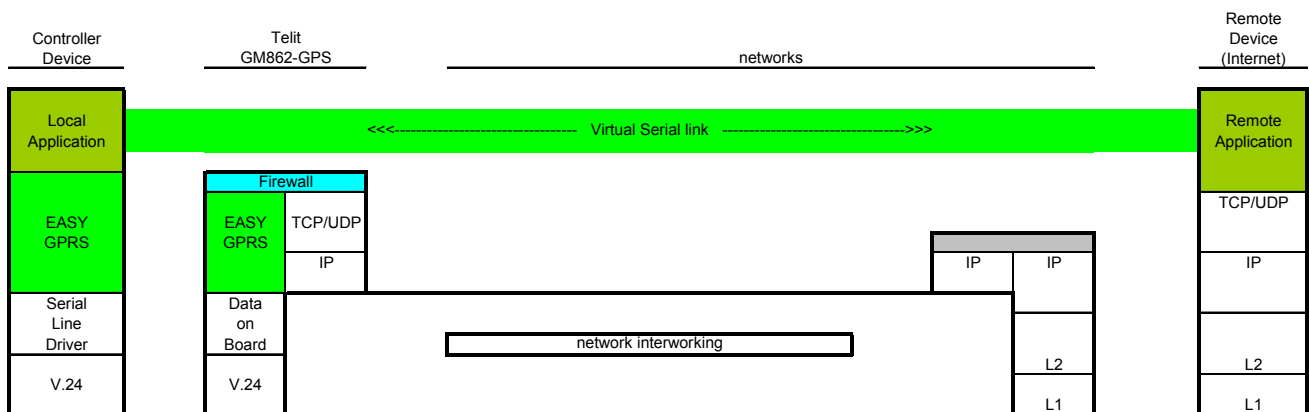 Controller
Device
Telit
GM862-GPS
networks
Remote
Device
(Internet)
Local
Application
<<<---------------------------------- Virtual Serial link ----------------------------------->>>
Remote
Application
Firewall
EASY
GPRS
EASY
GPRS
TCP/UDP
IP
IP
IP
TCP/UDP
IP
Serial
Line
Driver
Data
on
Board
network interworking
L2
L2
V.24
V.24
L1
L1